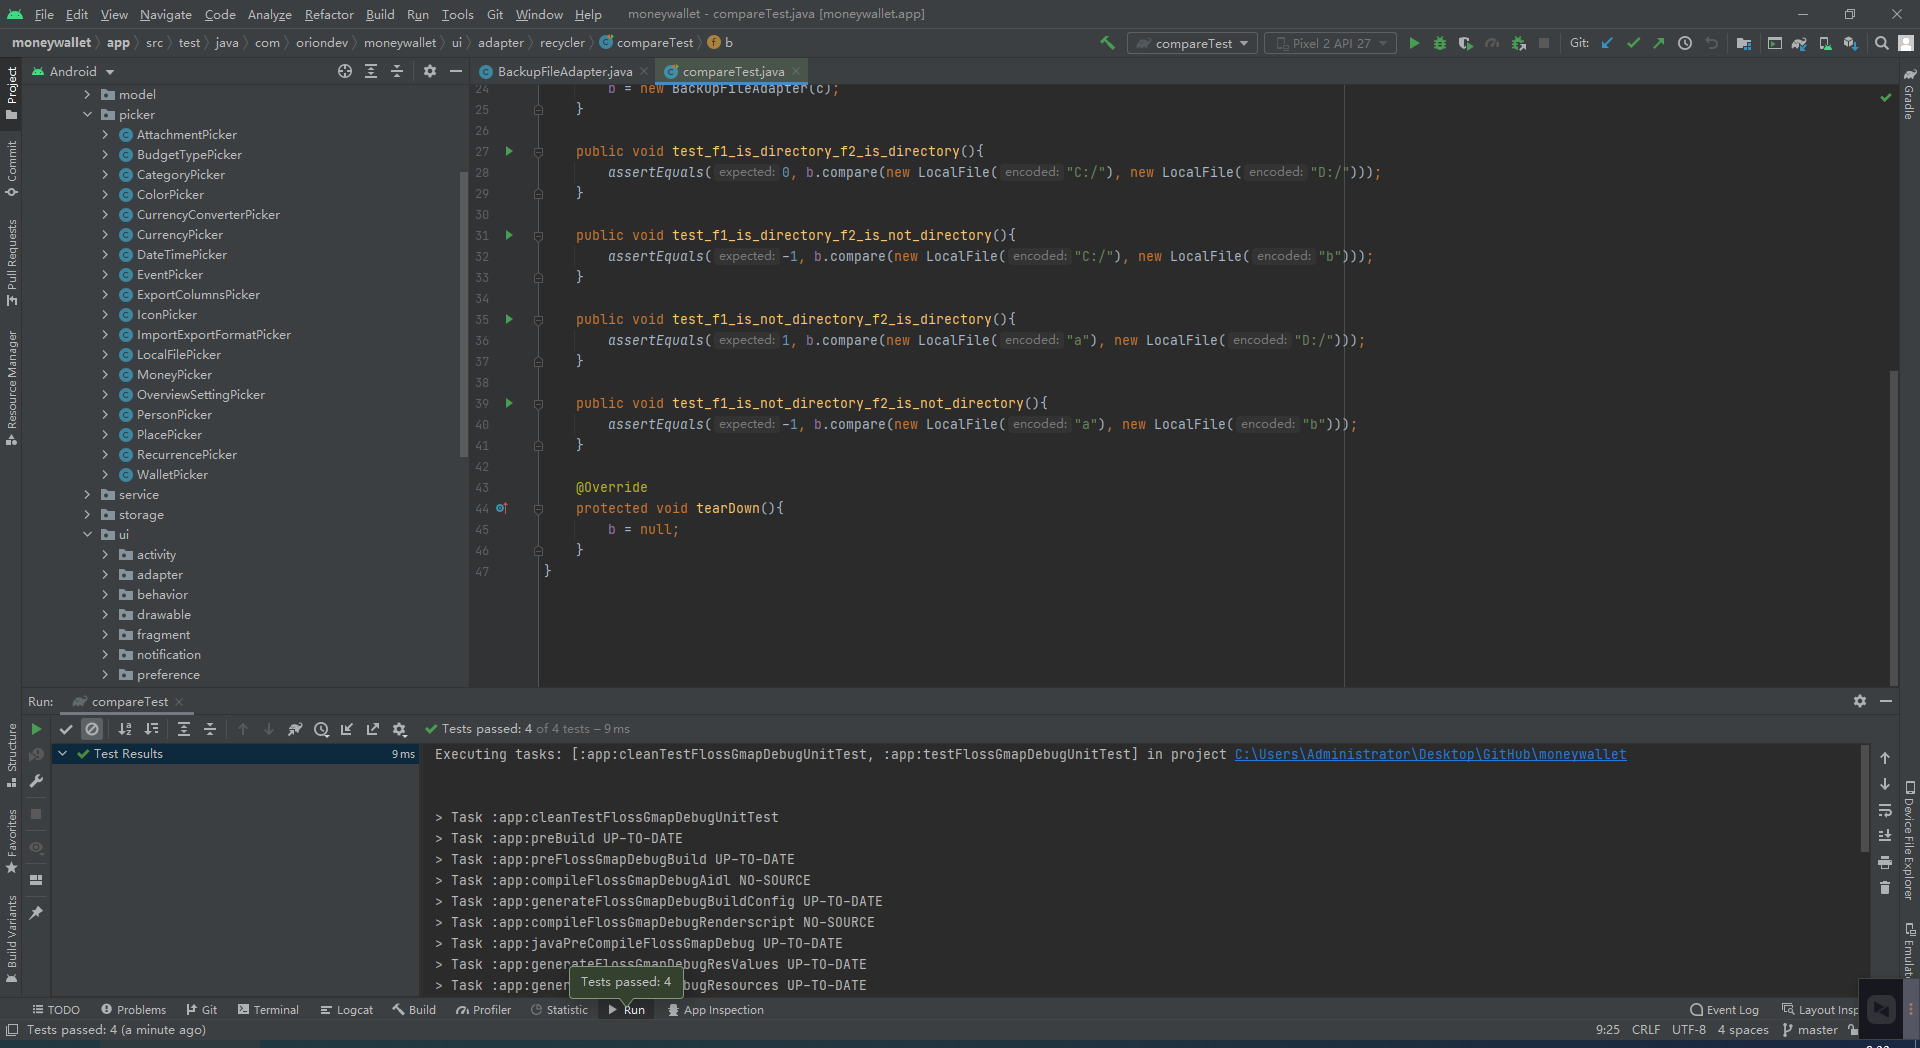 File Edit View Navigate Code Analyze Refactor Build Run Tools Git Window Help moneywallet - compareTest.java [moneywallet.app]
moneywallet app src test java com oriondev moneywallet ui adapter recycler compareTest b compareTest Pixel 2 API 27 Git:
Android BackupFileAdapter.java compareTest.java
Project
Commit
Pull Requests
Resource Manager
Structure
Favorites
Build Variants
Gradle
Device File Explorer
model
picker
AttachmentPicker
BudgetTypePicker
CategoryPicker
ColorPicker
CurrencyConverterPicker
CurrencyPicker
DateTimePicker
EventPicker
ExportColumnsPicker
IconPicker
ImportExportFormatPicker
LocalFilePicker
MoneyPicker
OverviewSettingPicker
PersonPicker
PlacePicker
RecurrencePicker
WalletPicker
service
storage
ui
activity
adapter
behavior
drawable
fragment
notification
preference
24 b = new BackupFileAdapter(c);
25 }
26
27 public void test_f1_is_directory_f2_is_directory(){
28 assertEquals( expected: 0, b.compare(new LocalFile( encoded: "C:/"), new LocalFile( encoded: "D:/")));
29 }
30
31 public void test_f1_is_directory_f2_is_not_directory(){
32 assertEquals( expected: -1, b.compare(new LocalFile( encoded: "C:/"), new LocalFile( encoded: "b")));
33 }
34
35 public void test_f1_is_not_directory_f2_is_directory(){
36 assertEquals( expected: 1, b.compare(new LocalFile( encoded: "a"), new LocalFile( encoded: "D:/")));
37 }
38
39 public void test_f1_is_not_directory_f2_is_not_directory(){
40 assertEquals( expected: -1, b.compare(new LocalFile( encoded: "a"), new LocalFile( encoded: "b")));
41 }
42
43 @Override
44 protected void tearDown(){
45 b = null;
46 }
47 }
Run: compareTest
Tests passed: 4 of 4 tests – 9 ms
Test Results 9 ms
Executing tasks: [:app:cleanTestFlossGmapDebugUnitTest, :app:testFlossGmapDebugUnitTest] in project C:\Users\Administrator\Desktop\GitHub\moneywallet
> Task :app:cleanTestFlossGmapDebugUnitTest
> Task :app:preBuild UP-TO-DATE
> Task :app:preFlossGmapDebugBuild UP-TO-DATE
> Task :app:compileFlossGmapDebugAidl NO-SOURCE
> Task :app:generateFlossGmapDebugBuildConfig UP-TO-DATE
> Task :app:compileFlossGmapDebugRenderscript NO-SOURCE
> Task :app:javaPreCompileFlossGmapDebug UP-TO-DATE
> Task :app:generateFlossGmapDebugResValues UP-TO-DATE
> Task :app:gener bugResources UP-TO-DATE
Tests passed: 4
TODO Problems Git Terminal Logcat Build Profiler Statistic Run App Inspection Event Log Layout Insp
Tests passed: 4 (a minute ago) 9:25 CRLF UTF-8 4 spaces master